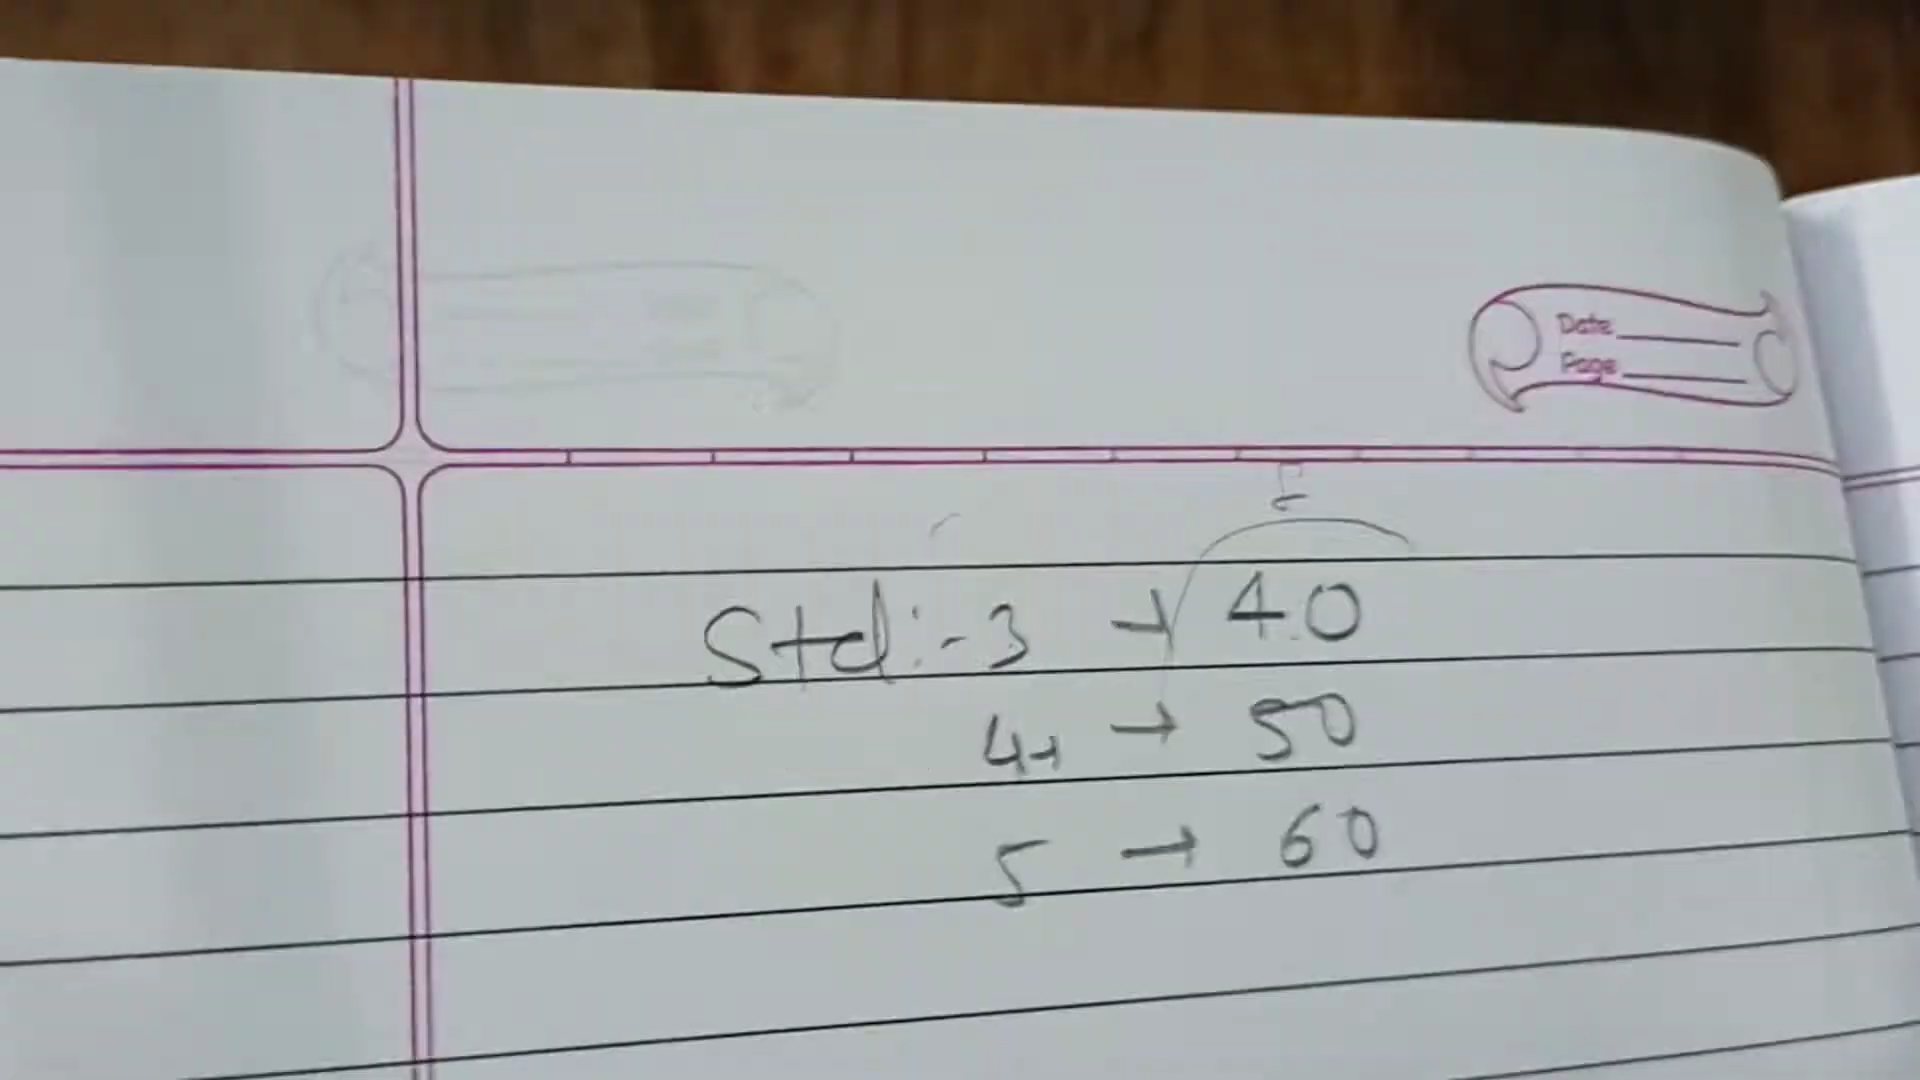 Date
Page
Std:-3 → 40
4 → 50
5 → 60